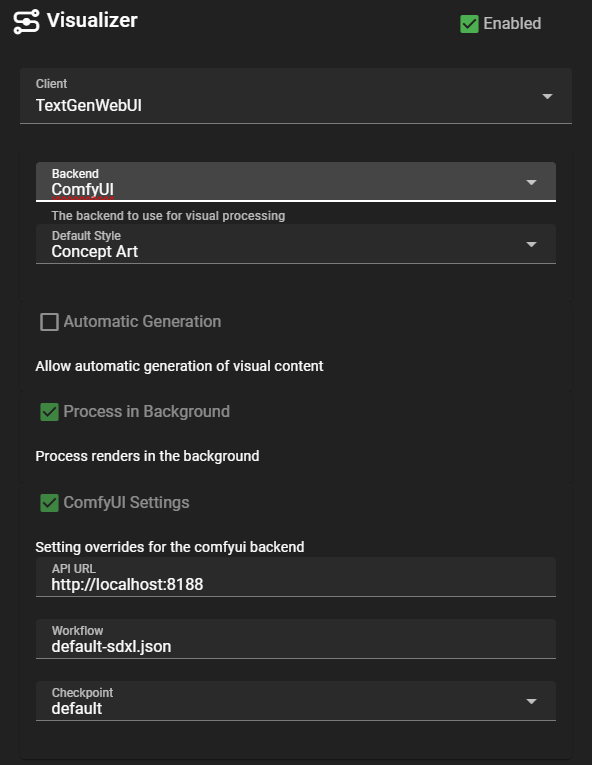 Visualizer
Enabled
Client
TextGenWebUI
Backend
ComfyUI
The backend to use for visual processing
Default Style
Concept Art
Automatic Generation
Allow automatic generation of visual content
Process in Background
Process renders in the background
ComfyUI Settings
Setting overrides for the comfyui backend
API URL
http://localhost:8188
Workflow
default-sdxl.json
Checkpoint
default